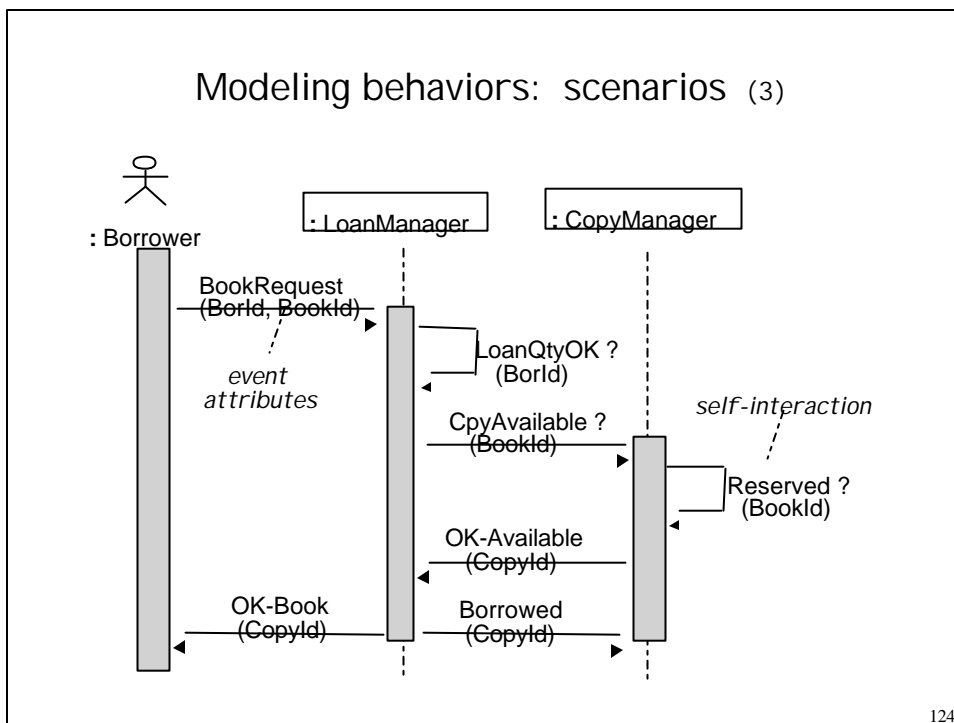 Modeling behaviors: scenarios (3)
: Borrower
: LoanManager
: CopyManager
BookRequest
(BorId, BookId)
event
attributes
LoanQtyOK ?
(BorId)
CpyAvailable ?
(BookId)
self-interaction
Reserved ?
(BookId)
OK-Available
(CopyId)
OK-Book
(CopyId)
Borrowed
(CopyId)
124